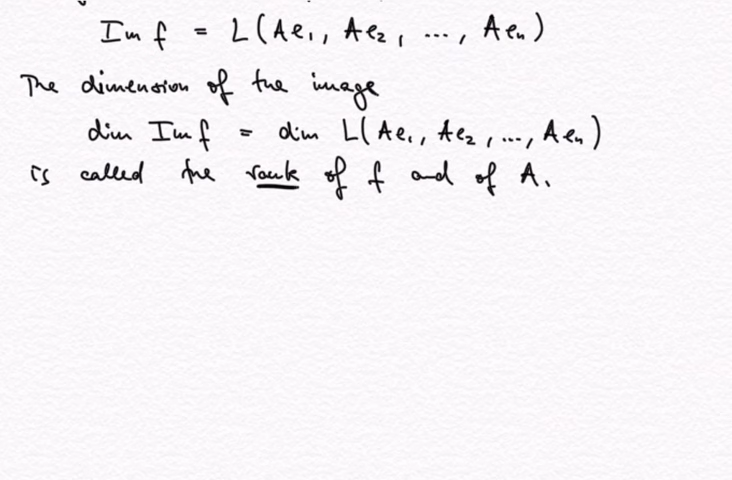 Im f = L(Ae₁, Ae₂, ..., Aeₙ)
The dimension of the image
dim Im f = dim L(Ae₁, Ae₂, ..., Aeₙ)
is called the rank of f and of A.